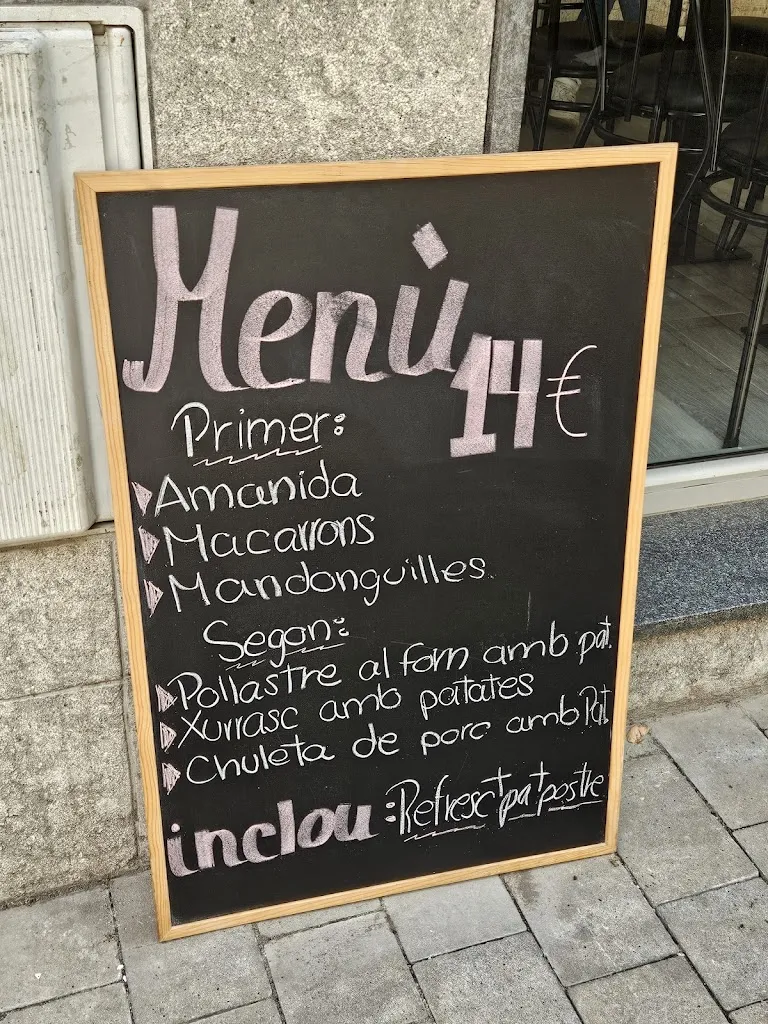 Menù
14€
Primer:
Amanida
Macarrons
Mandonguilles.
Segon:
Pollastre al forn amb pat.
Xurrasc amb patates
Chuleta de porc amb Pat
inclou: Refresc+pa+postre